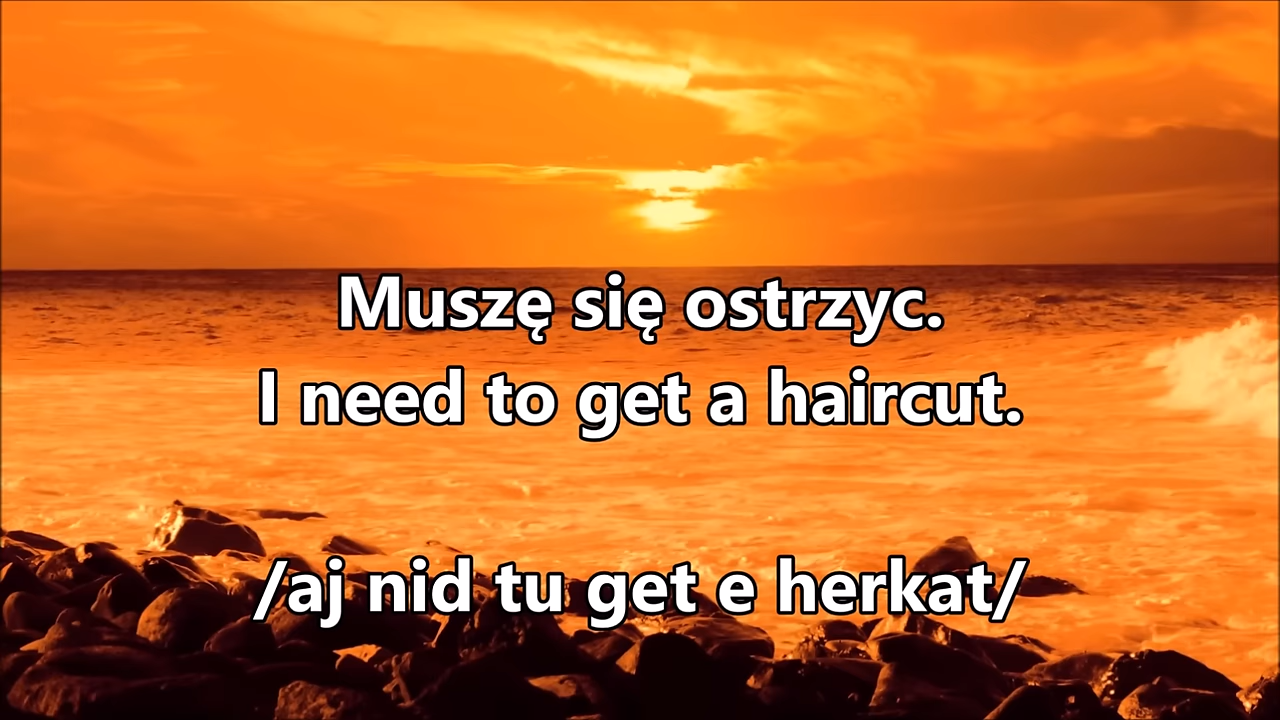 Muszę się ostrzyc.
I need to get a haircut.
/aj nid tu get e herkat/